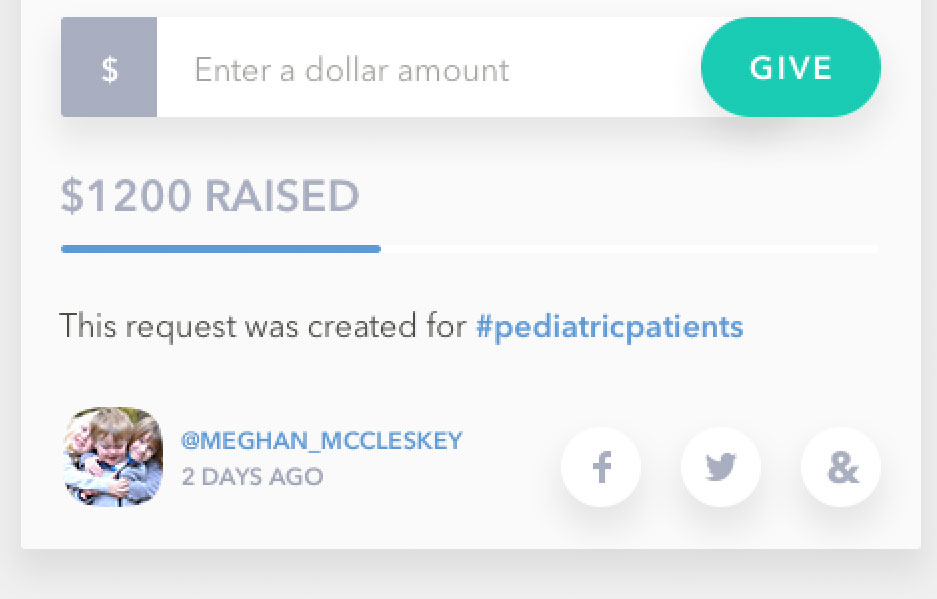 $ Enter a dollar amount GIVE
$1200 RAISED
This request was created for #pediatricpatients
@MEGHAN_MCCLESKEY
2 DAYS AGO
f &